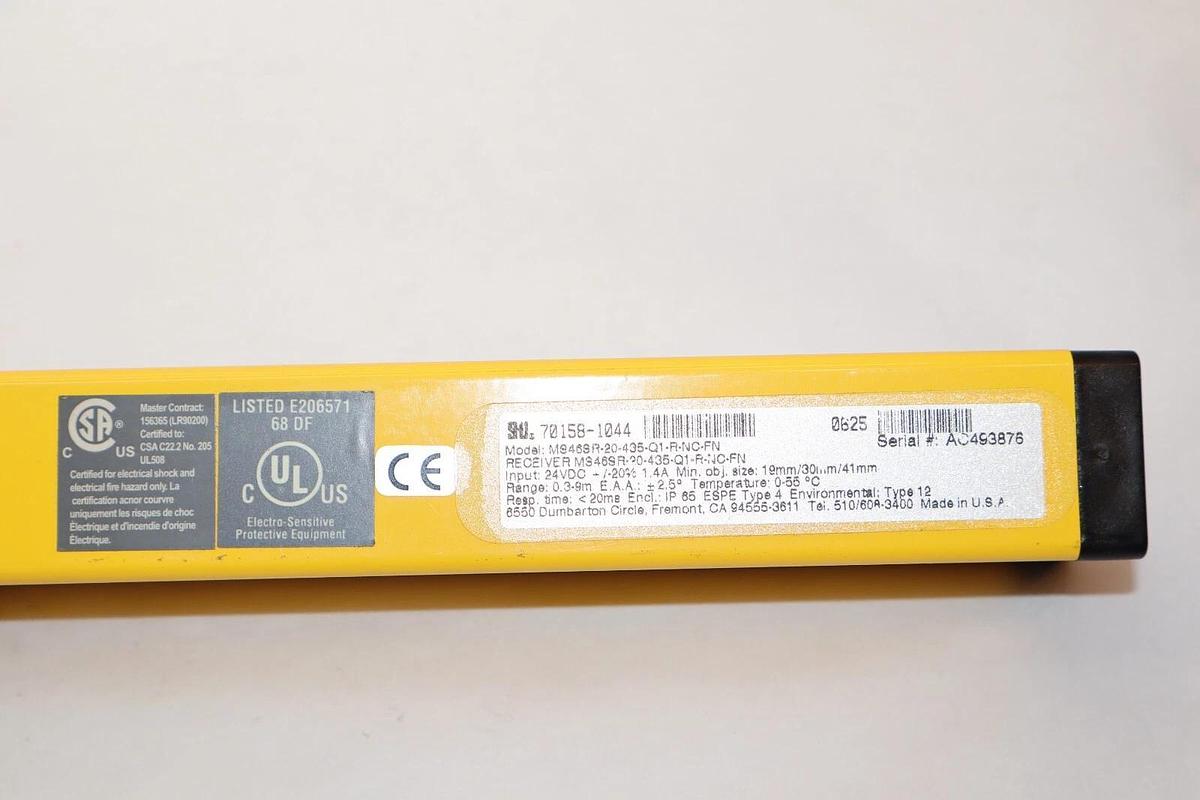 CSA ®
C US
Master Contract:
156365 (LR90200)
Certified to:
CSA C22.2 No. 205
UL508
Certified for electrical shock and
electrical fire hazard only. La
certification acnor courvre
uniquement les risques de choc
Électrique et d'incendie d'origine
Électrique.
LISTED E206571
68 DF
C UL US
Electro-Sensitive
Protective Equipment
CE
70158-1044
0825
Serial #: AC493876
Model: MS46SR-20-435-Q1-R-NC-FN
RECEIVER MS46SR-20-435-Q1-R-NC-FN
Input: 24VDC +/-20% 1.4A Min. obj. size: 19mm/30mm/41mm
Range: 0.3-9m E.A.A.: ±2.5° Temperature: 0-55 °C
Resp. time: <20ms Encl.: IP 65 ESPE Type 4 Environmental: Type 12
6550 Dumbarton Circle, Fremont, CA 94555-3611 Tel. 510/608-3400 Made in U.S.A.